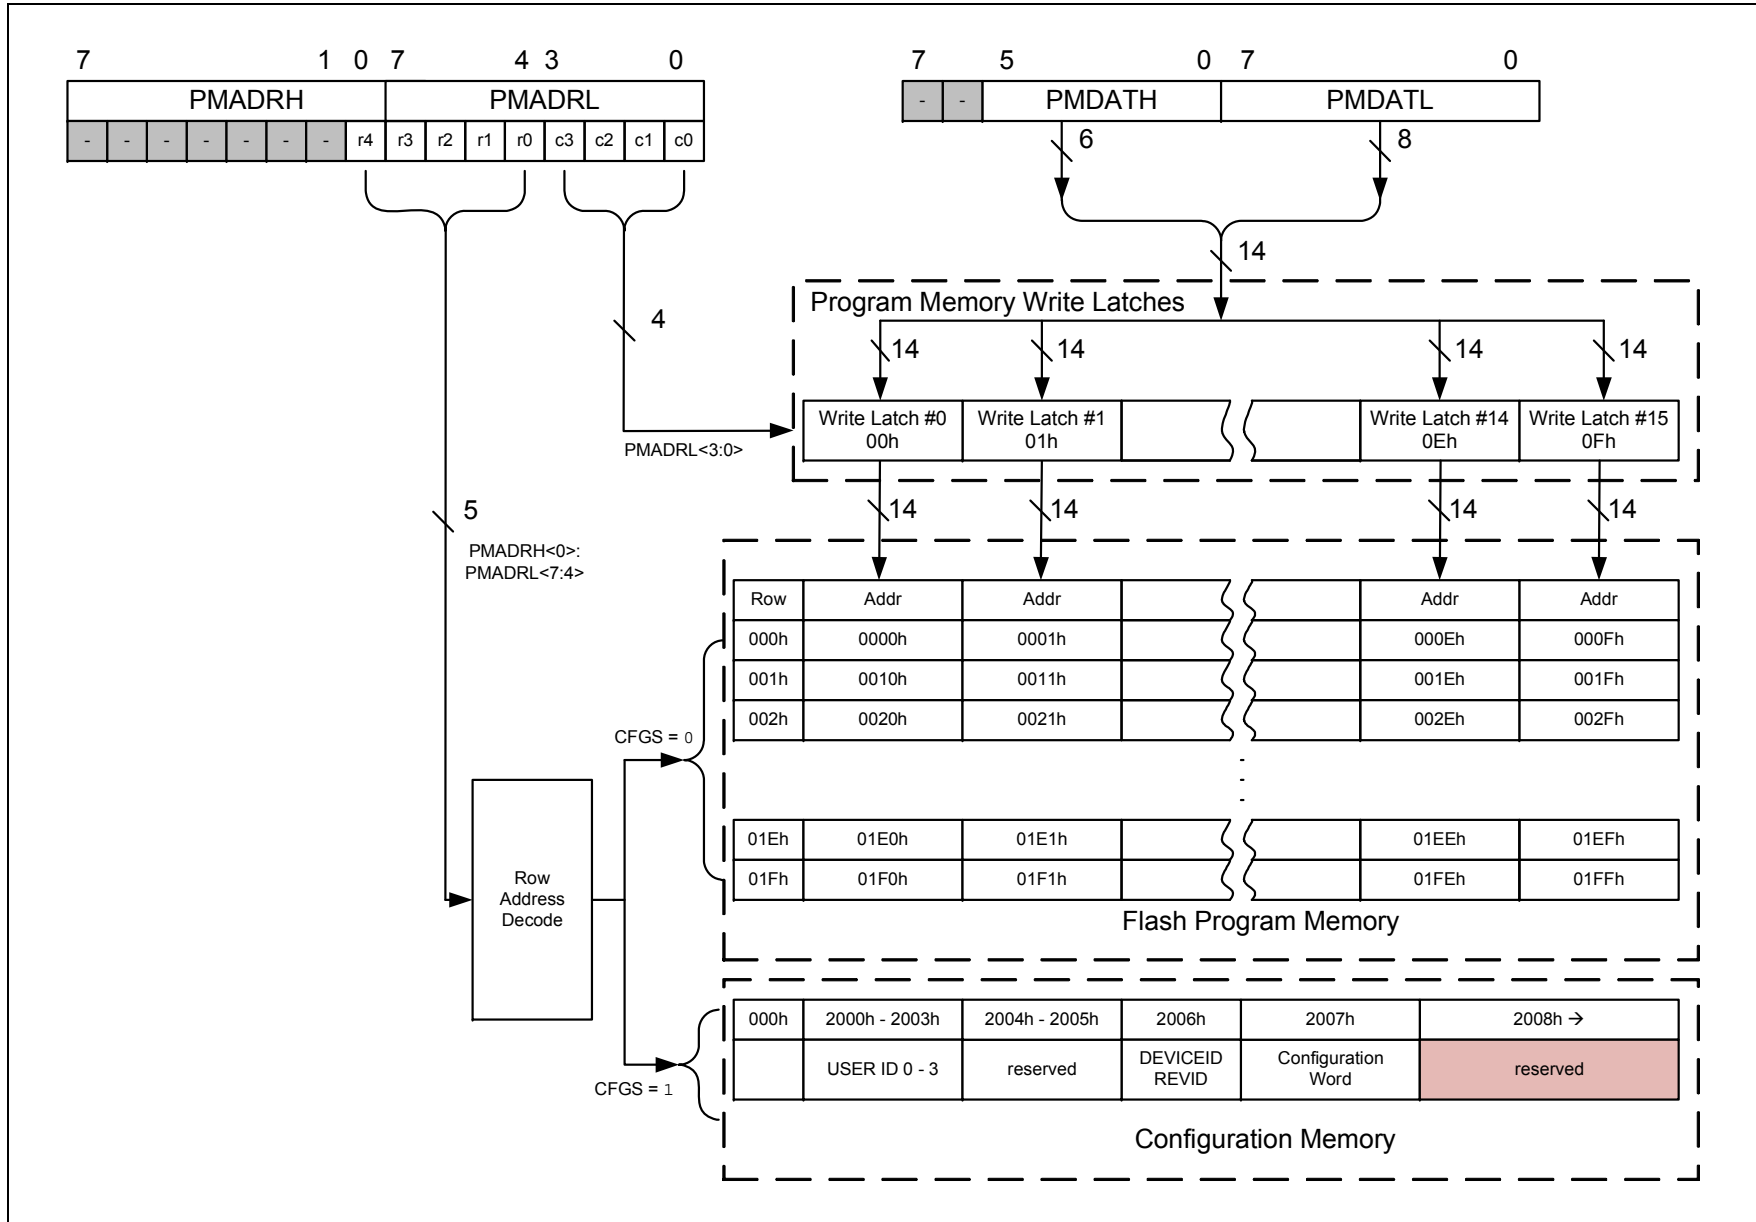 7 1 0 7 4 3 0
7 5 0 7 0
PMADRH PMADRL
- - PMDATH PMDATL
- - - - - - - r4 r3 r2 r1 r0 c3 c2 c1 c0
6 8
14
4
PMADRL<3:0>
5
PMADRH<0>:
PMADRL<7:4>
Program Memory Write Latches
14 14 14 14
Write Latch #0
00h
Write Latch #1
01h
Write Latch #14
0Eh
Write Latch #15
0Fh
14 14 14 14
Row Addr Addr Addr Addr
000h 0000h 0001h 000Eh 000Fh
001h 0010h 0011h 001Eh 001Fh
002h 0020h 0021h 002Eh 002Fh
CFGS = 0
01Eh 01E0h 01E1h 01EEh 01EFh
01Fh 01F0h 01F1h 01FEh 01FFh
Flash Program Memory
Row
Address
Decode
CFGS = 1
000h 2000h - 2003h 2004h - 2005h 2006h 2007h 2008h →
USER ID 0 - 3
reserved
DEVICEID
REVID
Configuration
Word
reserved
Configuration Memory